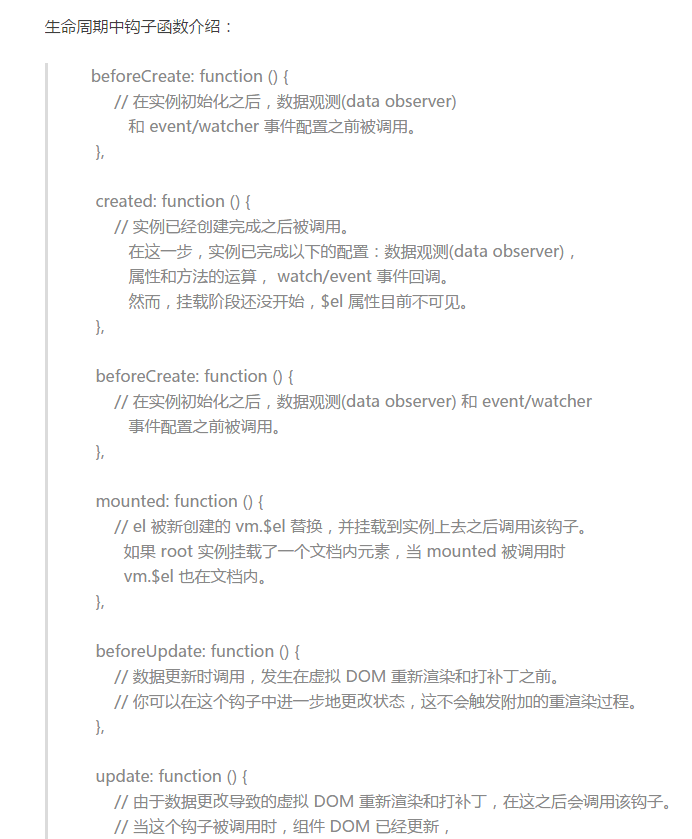 生命周期中钩子函数介绍：
beforeCreate: function () {
// 在实例初始化之后，数据观测(data observer)
和 event/watcher 事件配置之前被调用。
},
created: function () {
// 实例已经创建完成之后被调用。
在这一步，实例已完成以下的配置：数据观测(data observer)，
属性和方法的运算， watch/event 事件回调。
然而，挂载阶段还没开始，$el 属性目前不可见。
},
beforeCreate: function () {
// 在实例初始化之后，数据观测(data observer) 和 event/watcher
事件配置之前被调用。
},
mounted: function () {
// el 被新创建的 vm.$el 替换，并挂载到实例上去之后调用该钩子。
如果 root 实例挂载了一个文档内元素，当 mounted 被调用时
vm.$el 也在文档内。
},
beforeUpdate: function () {
// 数据更新时调用，发生在虚拟 DOM 重新渲染和打补丁之前。
// 你可以在这个钩子中进一步地更改状态，这不会触发附加的重渲染过程。
},
update: function () {
// 由于数据更改导致的虚拟 DOM 重新渲染和打补丁，在这之后会调用该钩子。
// 当这个钩子被调用时，组件 DOM 已经更新，